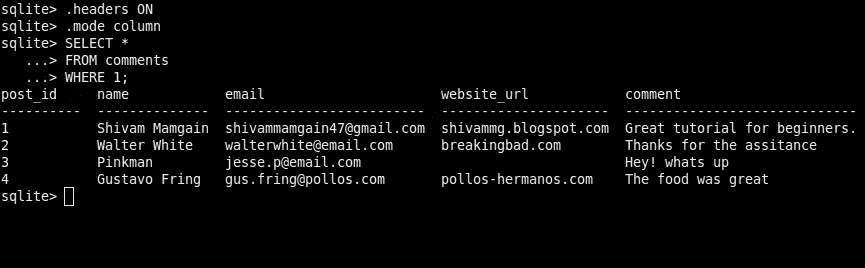 sqlite> .headers ON
sqlite> .mode column
sqlite> SELECT *
   ...> FROM comments
   ...> WHERE 1;
post_id     name            email                      website_url            comment
----------  --------------  -------------------------  ---------------------  -----------------------------
1           Shivam Mamgain  shivammamgain47@gmail.com  shivammg.blogspot.com  Great tutorial for beginners.
2           Walter White    walterwhite@email.com      breakingbad.com        Thanks for the assitance
3           Pinkman         jesse.p@email.com                                 Hey! whats up
4           Gustavo Fring   gus.fring@pollos.com       pollos-hermanos.com    The food was great
sqlite>